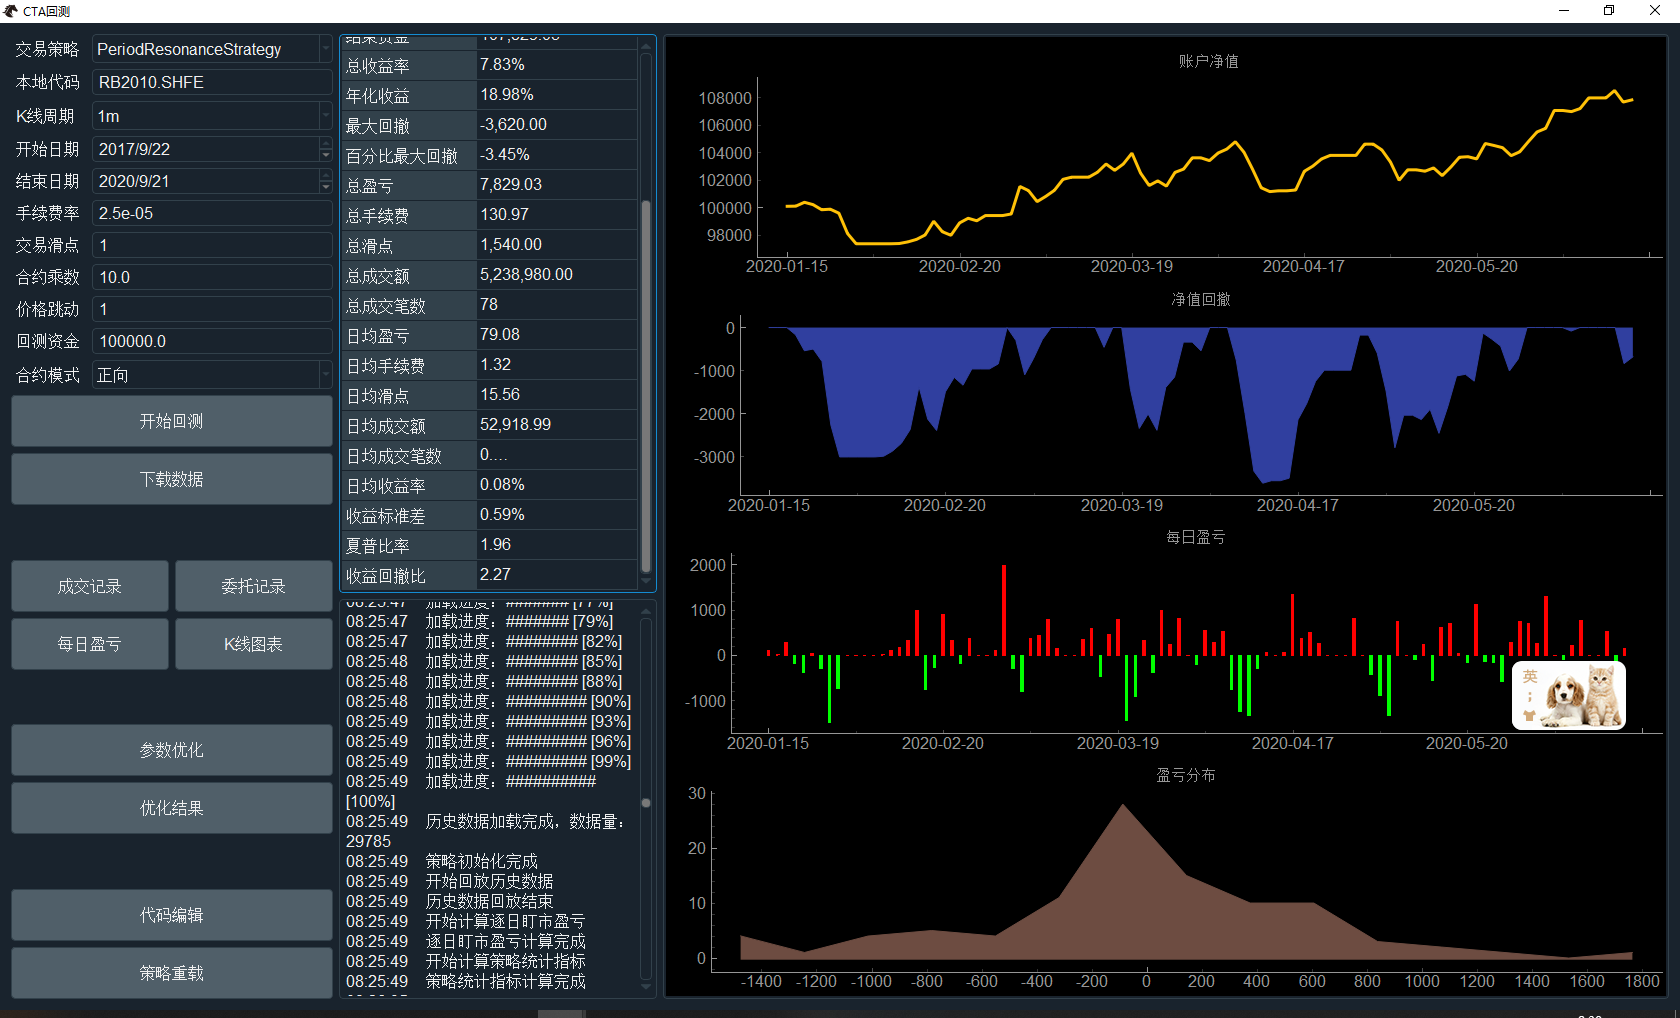 CTA回测
交易策略 PeriodResonanceStrategy
本地代码 RB2010.SHFE
K线周期 1m
开始日期 2017/9/22
结束日期 2020/9/21
手续费率 2.5e-05
交易滑点 1
合约乘数 10.0
价格跳动 1
回测资金 100000.0
合约模式 正向
开始回测
下载数据
成交记录 委托记录
每日盈亏 K线图表
参数优化
优化结果
代码编辑
策略重载
总收益率 7.83%
年化收益 18.98%
最大回撤 -3,620.00
百分比最大回撤 -3.45%
总盈亏 7,829.03
总手续费 130.97
总滑点 1,540.00
总成交额 5,238,980.00
总成交笔数 78
日均盈亏 79.08
日均手续费 1.32
日均滑点 15.56
日均成交额 52,918.99
日均成交笔数 0....
日均收益率 0.08%
收益标准差 0.59%
夏普比率 1.96
收益回撤比 2.27
08:25:47 加载进度：####### [77%]
08:25:47 加载进度：####### [79%]
08:25:47 加载进度：######## [82%]
08:25:48 加载进度：######## [85%]
08:25:48 加载进度：######## [88%]
08:25:48 加载进度：######### [90%]
08:25:49 加载进度：######### [93%]
08:25:49 加载进度：######### [96%]
08:25:49 加载进度：######### [99%]
08:25:49 加载进度：##########
[100%]
08:25:49 历史数据加载完成，数据量：
29785
08:25:49 策略初始化完成
08:25:49 开始回放历史数据
08:25:49 历史数据回放结束
08:25:49 开始计算逐日盯市盈亏
08:25:49 逐日盯市盈亏计算完成
08:25:49 开始计算策略统计指标
08:25:49 策略统计指标计算完成
账户净值
108000
106000
104000
102000
100000
98000
2020-01-15 2020-02-20 2020-03-19 2020-04-17 2020-05-20
净值回撤
0
-1000
-2000
-3000
2020-01-15 2020-02-20 2020-03-19 2020-04-17 2020-05-20
每日盈亏
2000
1000
0
-1000
英
；
2020-01-15 2020-02-20 2020-03-19 2020-04-17 2020-05-20
盈亏分布
30
20
10
0
-1400 -1200 -1000 -800 -600 -400 -200 0 200 400 600 800 1000 1200 1400 1600 1800